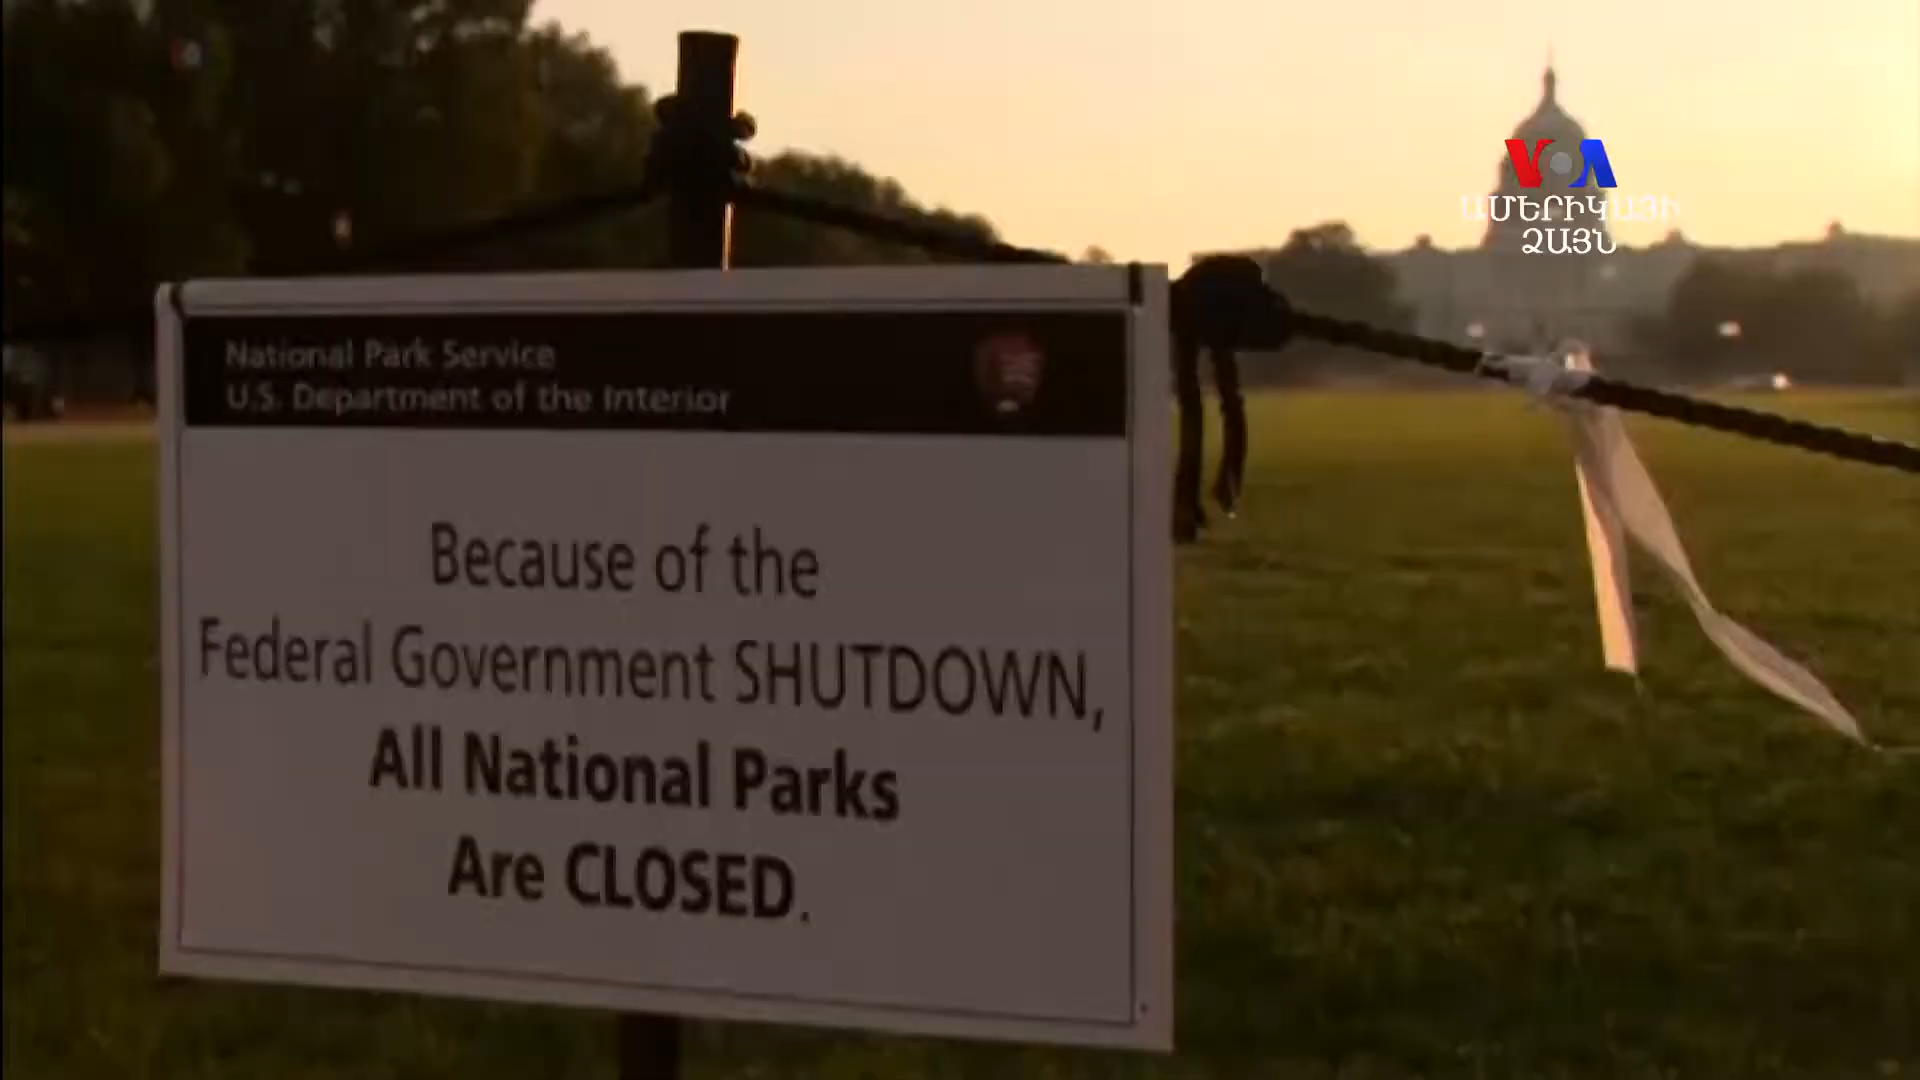 VOA
ԱՄԵՐԻԿԱՅԻ
ՁԱՅՆ
National Park Service
U.S. Department of the Interior
Because of the
Federal Government SHUTDOWN,
All National Parks
Are CLOSED.